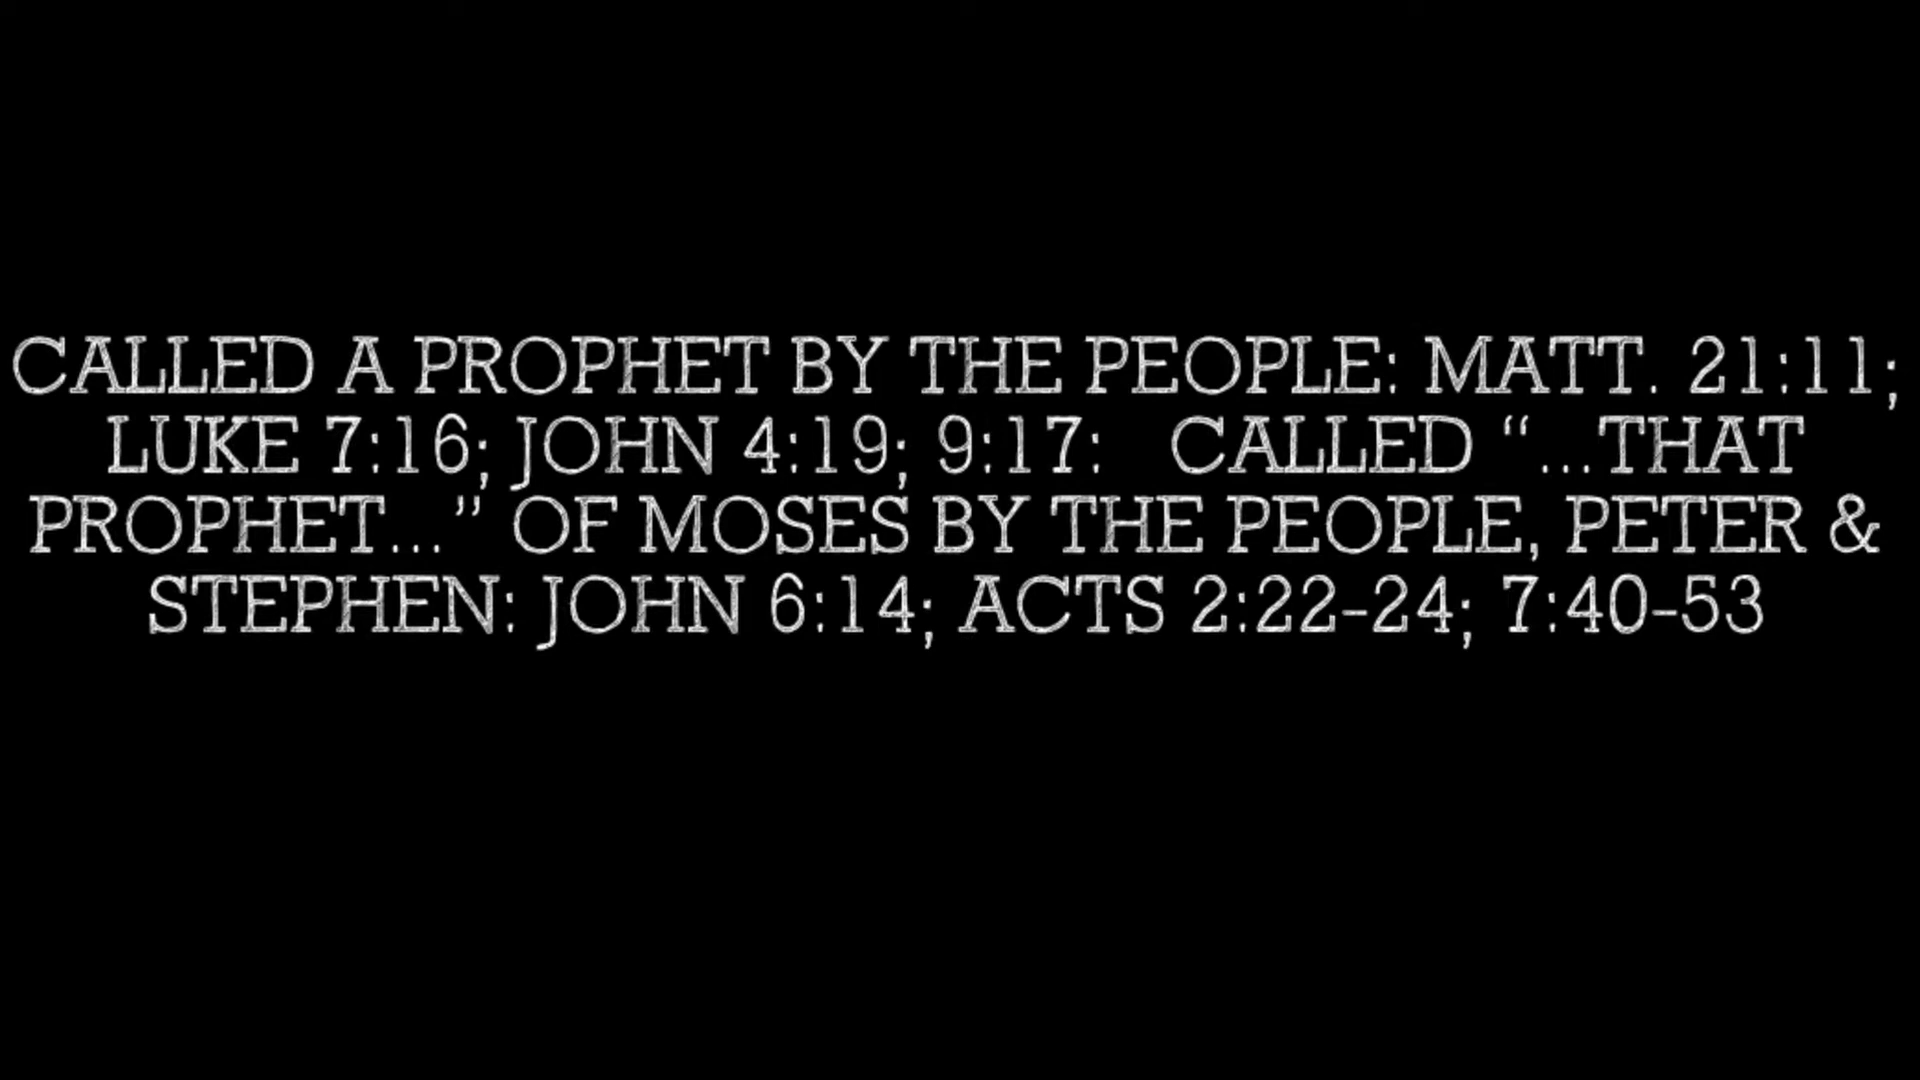 CALLED A PROPHET BY THE PEOPLE: MATT. 21:11;
LUKE 7:16; JOHN 4:19; 9:17:   CALLED “...THAT
PROPHET...” OF MOSES BY THE PEOPLE, PETER &
STEPHEN: JOHN 6:14; ACTS 2:22-24; 7:40-53